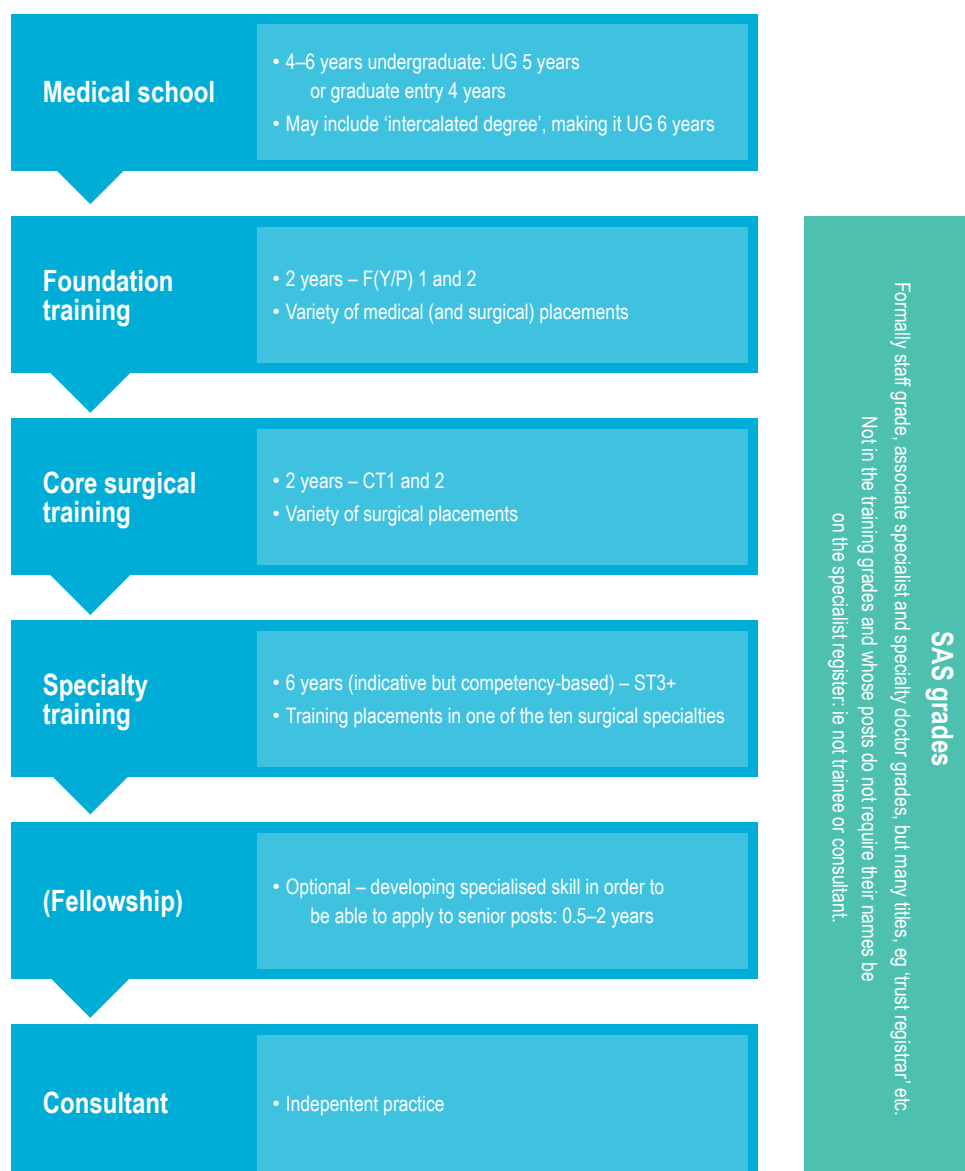 Medical school
• 4–6 years undergraduate: UG 5 years
or graduate entry 4 years
• May include ‘intercalated degree’, making it UG 6 years
Foundation
training
• 2 years – F(Y/P) 1 and 2
• Variety of medical (and surgical) placements
Core surgical
training
• 2 years – CT1 and 2
• Variety of surgical placements
Specialty
training
• 6 years (indicative but competency-based) – ST3+
• Training placements in one of the ten surgical specialties
(Fellowship)
• Optional – developing specialised skill in order to
be able to apply to senior posts: 0.5–2 years
Consultant
• Indepentent practice
SAS grades
Formally staff grade, associate specialist and specialty doctor grades, but many titles, eg ‘trust registrar’ etc.
Not in the training grades and whose posts do not require their names be
on the specialist register: ie not trainee or consultant.